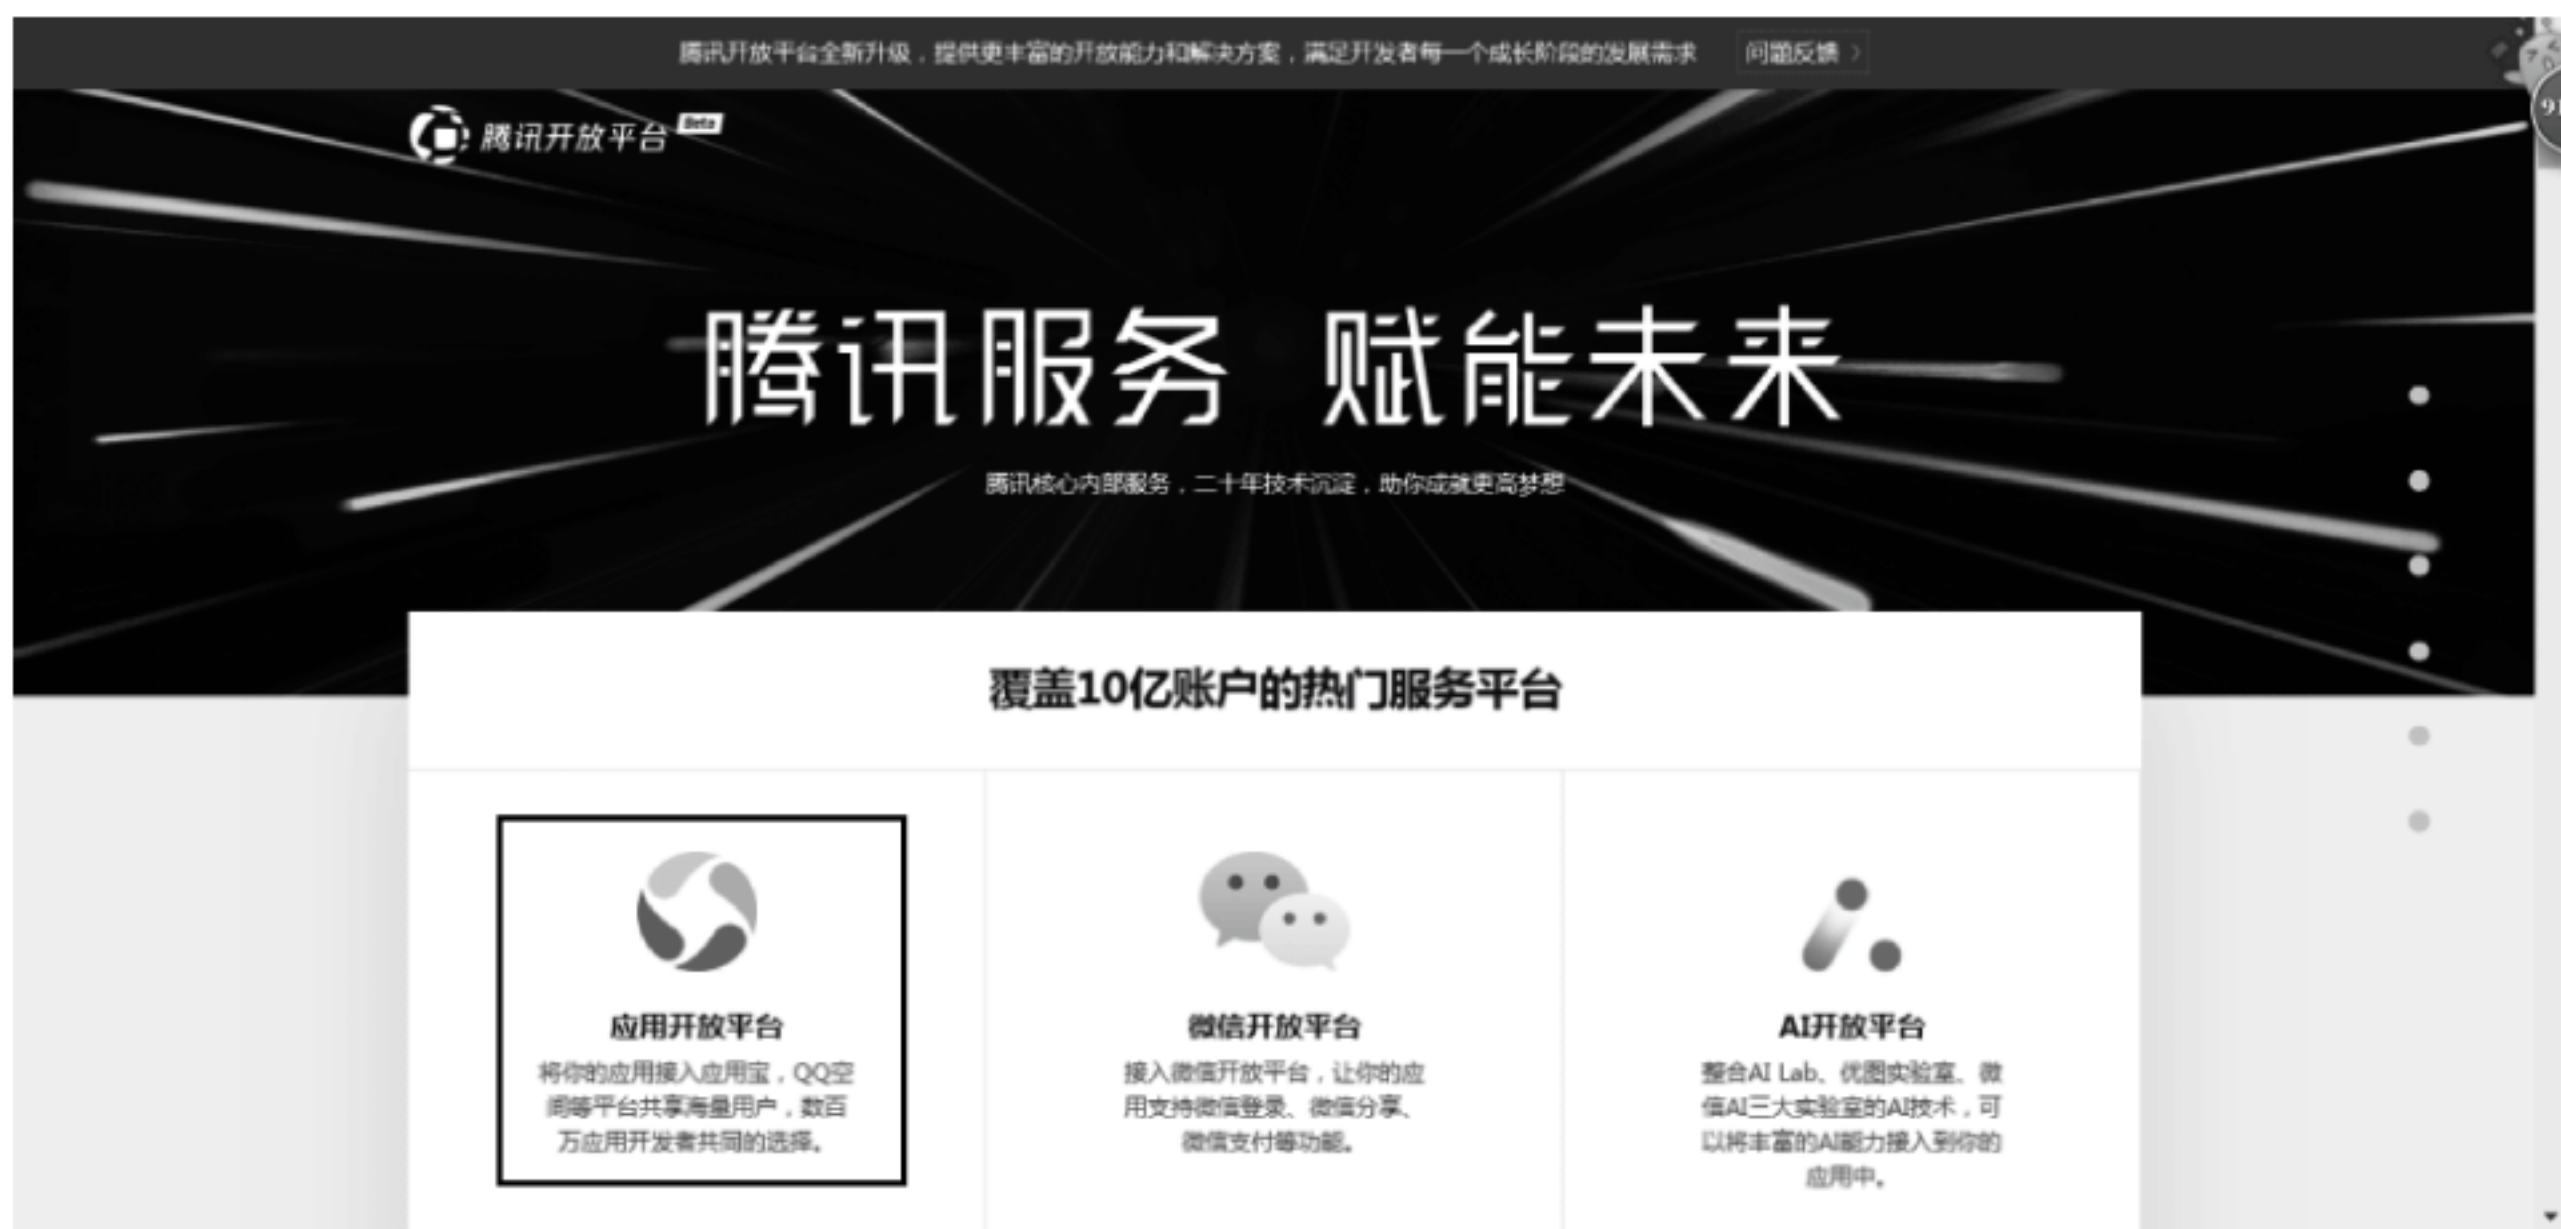 腾讯开放平台全新升级，提供更丰富的开放能力和解决方案，满足开发者每一个成长阶段的发展需求 问题反馈 >
91
腾讯开放平台 Beta
腾讯服务 赋能未来
腾讯核心内部服务，二十年技术沉淀，助你成就更高梦想
覆盖10亿账户的热门服务平台
应用开放平台
将你的应用接入应用宝，QQ空
间等平台共享海量用户，数百
万应用开发者共同的选择。
微信开放平台
接入微信开放平台，让你的应
用支持微信登录、微信分享、
微信支付等功能。
AI开放平台
整合AI Lab、优图实验室、微
信AI三大实验室的AI技术，可
以将丰富的AI能力接入到你的
应用中。